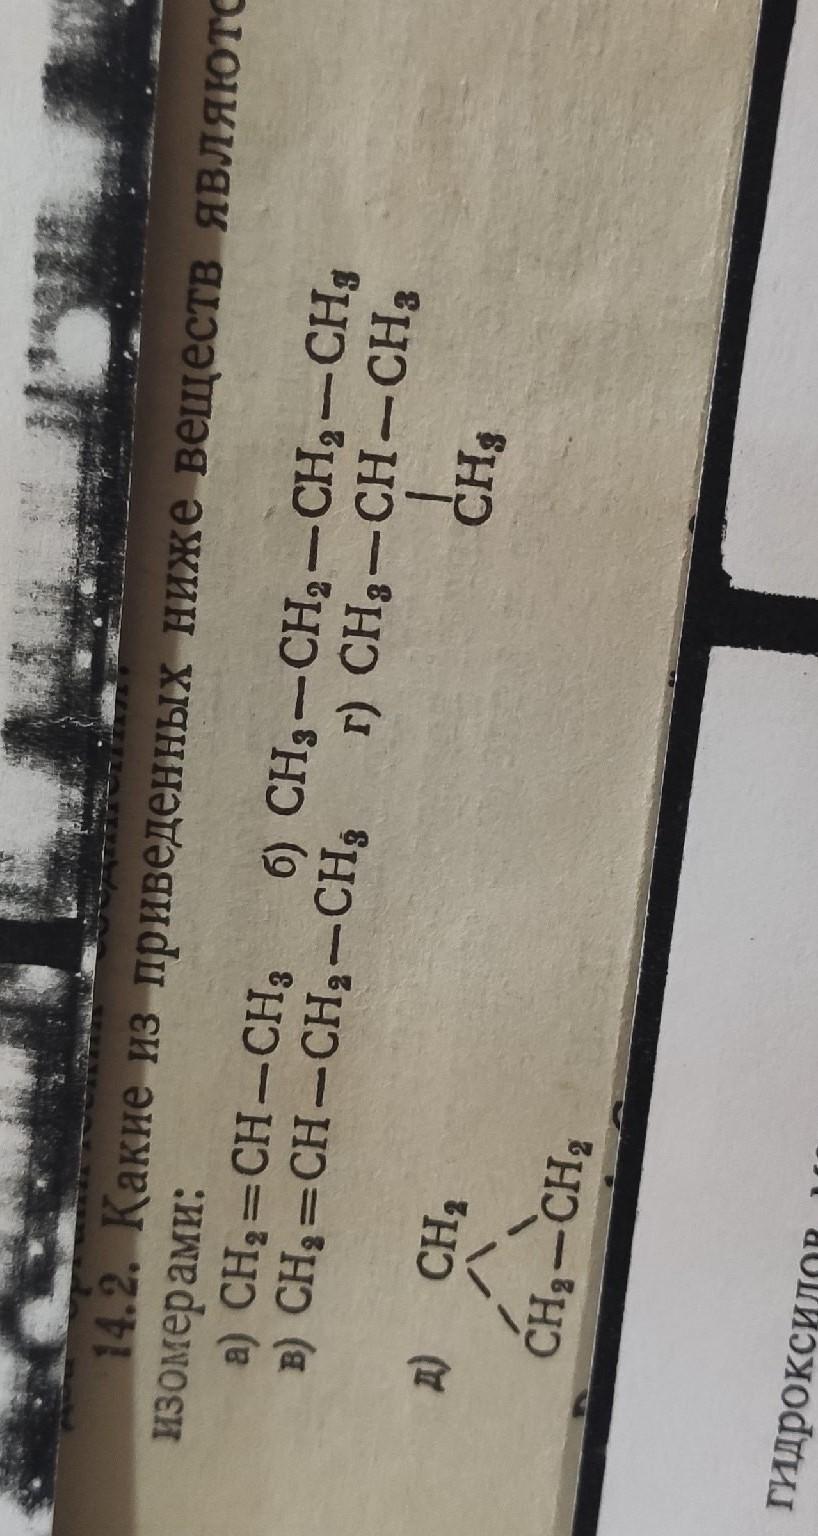 14.2. Какие из приведенных ниже веществ являютс
изомерами:
а) CH₂=CH—CH₃ б) CH₃—CH₂—CH₂—CH₃
в) CH₂=CH—CH₂—CH₃ г) CH₃—CH—CH₃
|
CH₃
д) CH₂
CH₂—CH₂
гидроксилов